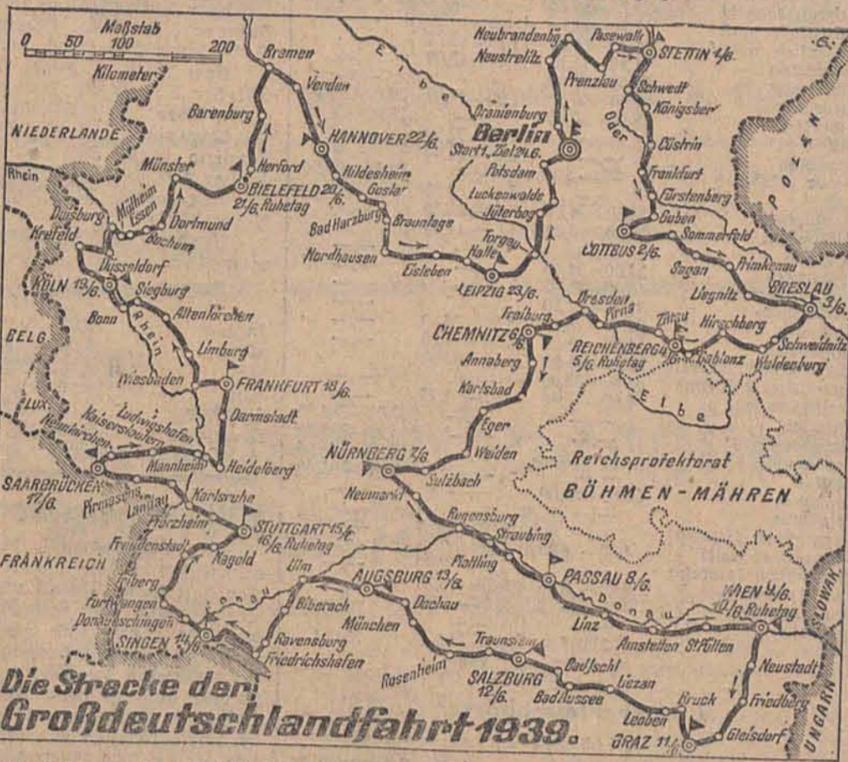 Maßstab
0 50 100 200
Kilometer
NIEDERLANDE
Rhein
Bremen
Verden
Barenburg
HANNOVER 22/6.
Hildesheim
Goslar
Bad Harzburg
Braunlage
Nordhausen
Eisleben
Halle
LEIPZIG 23/6.
Torgau
Elbe
Neubrandenbg
Neustrelitz
Pasewalk
Prenzlau
STETTIN 1/6.
Schwedt
Königsber
Oder
Cüstrin
Frankfurt
Fürstenberg
Guben
COTTBUS 2/6.
Sommerfeld
Sagan
Primkenau
Liegnitz
BRESLAU
3/6.
Schweidnitz
Waldenburg
Hirschberg
Gablonz
REICHENBERG 4/6.
5/6. Ruhetag
Zittau
Pirna
Dresden
Freiburg
CHEMNITZ 6/6
POLEN
Oranienburg
Berlin
Start 1., Ziel 24.6.
Potsdam
Luckenwalde
Jüterbog
Münster
Herford
BIELEFELD 20/6.
21/6. Ruhetag
Duisburg
Mülheim
Essen
Bochum
Dortmund
Krefeld
Düsseldorf
KÖLN 19/6.
Siegburg
Bonn
Rhein
Altenkirchen
Limburg
Wiesbaden
FRANKFURT 18/6.
Darmstadt
Heidelberg
Mannheim
Ludwigshafen
Kaiserslautern
Neunkirchen
BELG.
LUX.
SAARBRÜCKEN
17/6.
Pirmasens
Landau
Karlsruhe
Pforzheim
STUTTGART 15/6.
16/6. Ruhetag
Nagold
Freudenstadt
FRANKREICH
Triberg
Furtwangen
Donaueschingen
SINGEN 14/6.
Donau
Ulm
Biberach
Ravensburg
Friedrichshafen
AUGSBURG 13/6.
Dachau
München
Rosenheim
Traunstein
SALZBURG
12/6.
Bad Ischl
Bad Aussee
Liezen
Leoben
Bruck
GRAZ 11/6.
Gleisdorf
Friedberg
Neustadt
WIEN 9/6.
10/6. Ruhetag
St Pölten
Amstetten
Linz
Donau
PASSAU 8/6.
Plattling
Straubing
Regensburg
Neumarkt
NÜRNBERG 7/6.
Sulzbach
Weiden
Eger
Karlsbad
Annaberg
Elbe
Reichsprotektorat
BÖHMEN-MÄHREN
SLOWAK.
UNGARN
Die Strecke der
Großdeutschlandfahrt 1939.